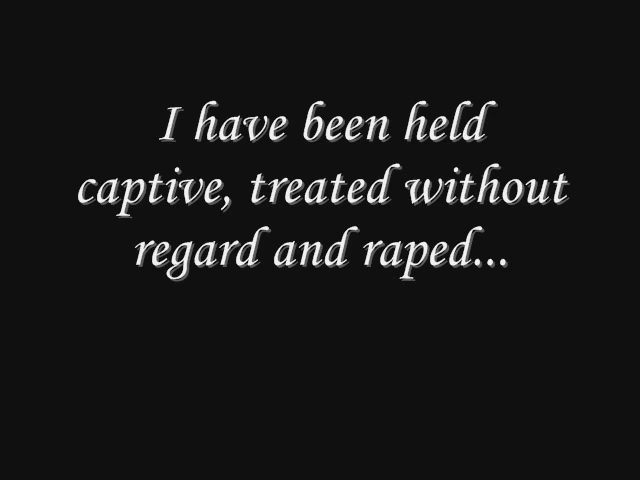 I have been held
captive, treated without
regard and raped...